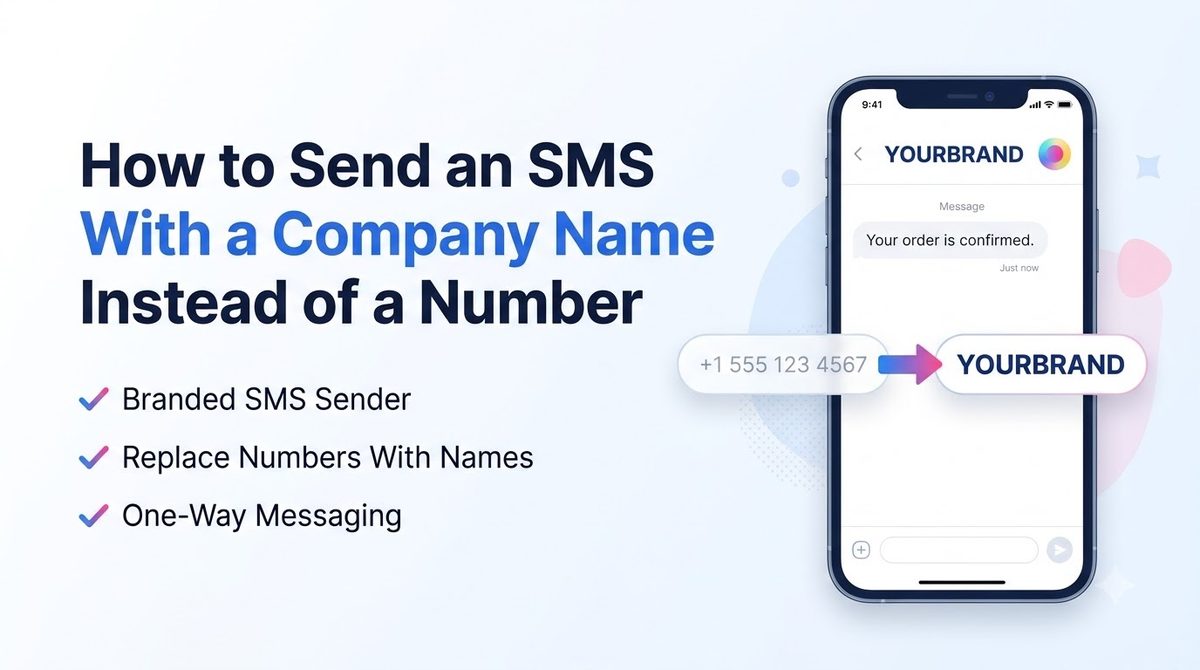 How to Send an SMS
With a Company Name
Instead of a Number
Branded SMS Sender
Replace Numbers With Names
One-Way Messaging
9:41
YOURBRAND
Message
Your order is confirmed.
Just now
+1 555 123 4567
YOURBRAND